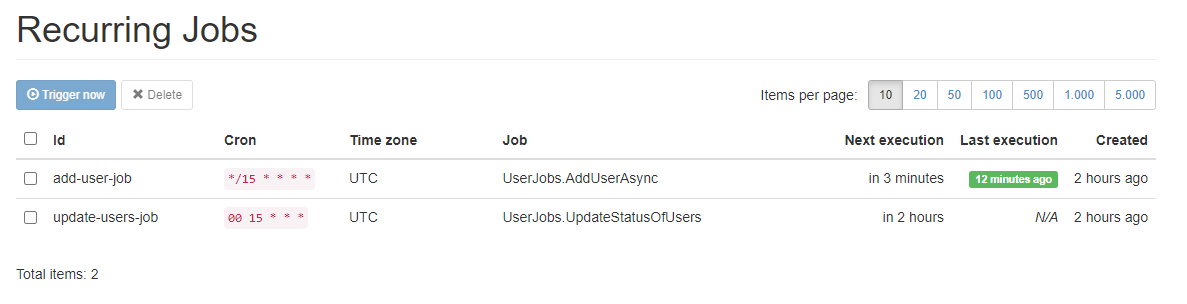 Recurring Jobs
Trigger now Delete Items per page: 10 20 50 100 500 1.000 5.000
Id Cron Time zone Job Next execution Last execution Created
add-user-job */15 * * * * UTC UserJobs.AddUserAsync in 3 minutes 12 minutes ago 2 hours ago
update-users-job 00 15 * * * UTC UserJobs.UpdateStatusOfUsers in 2 hours N/A 2 hours ago
Total items: 2